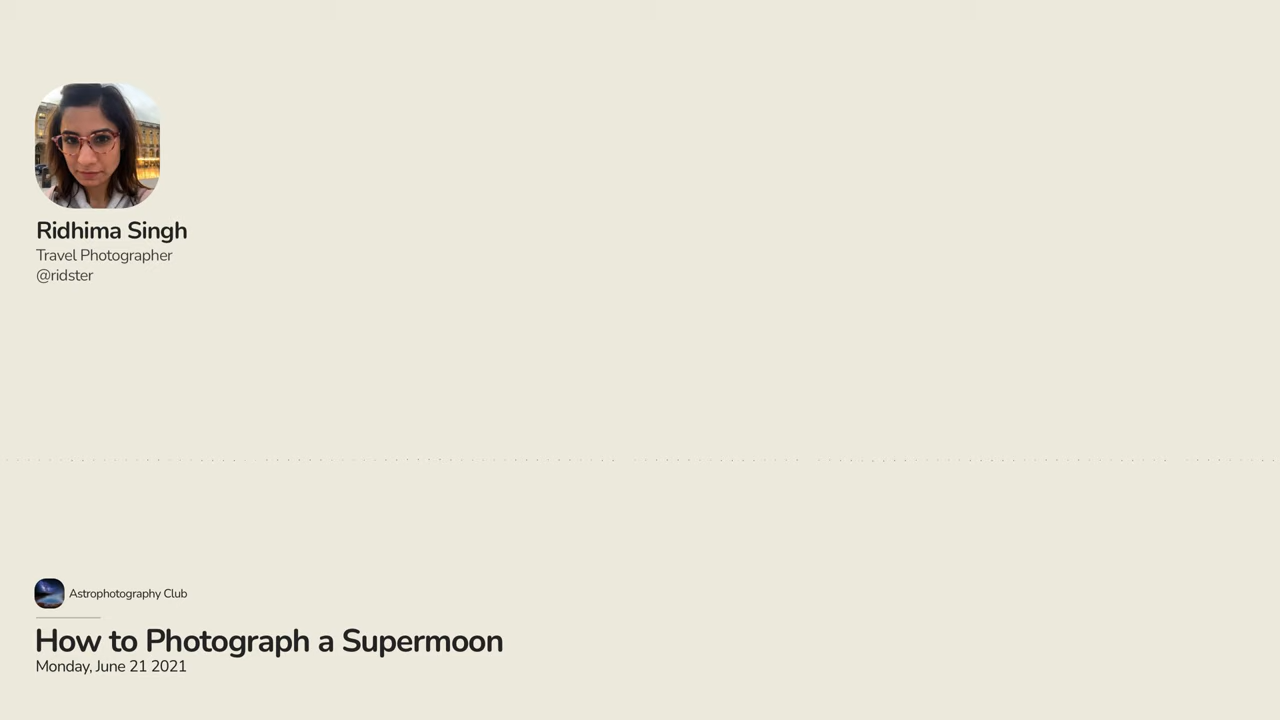 Ridhima Singh
Travel Photographer
@ridster
Astrophotography Club
How to Photograph a Supermoon
Monday, June 21 2021